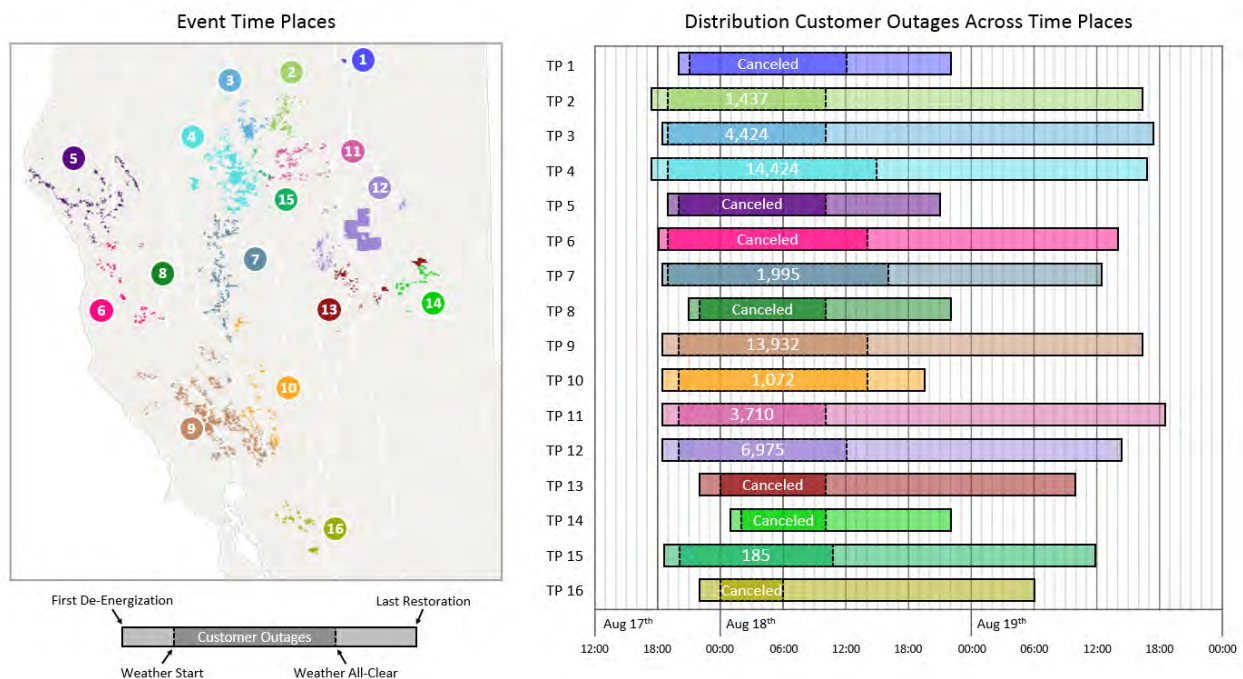 Event Time Places
1
2
3
4
5
11
12
15
7
8
6
13
14
10
9
16
First De-Energization
Last Restoration
Customer Outages
Weather Start
Weather All-Clear
Distribution Customer Outages Across Time Places
TP 1 Canceled
TP 2 1,437
TP 3 4,424
TP 4 14,424
TP 5 Canceled
TP 6 Canceled
TP 7 1,995
TP 8 Canceled
TP 9 13,932
TP 10 1,072
TP 11 3,710
TP 12 6,975
TP 13 Canceled
TP 14 Canceled
TP 15 185
TP 16 Canceled
Aug 17th Aug 18th Aug 19th
12:00 18:00 00:00 06:00 12:00 18:00 00:00 06:00 12:00 18:00 00:00